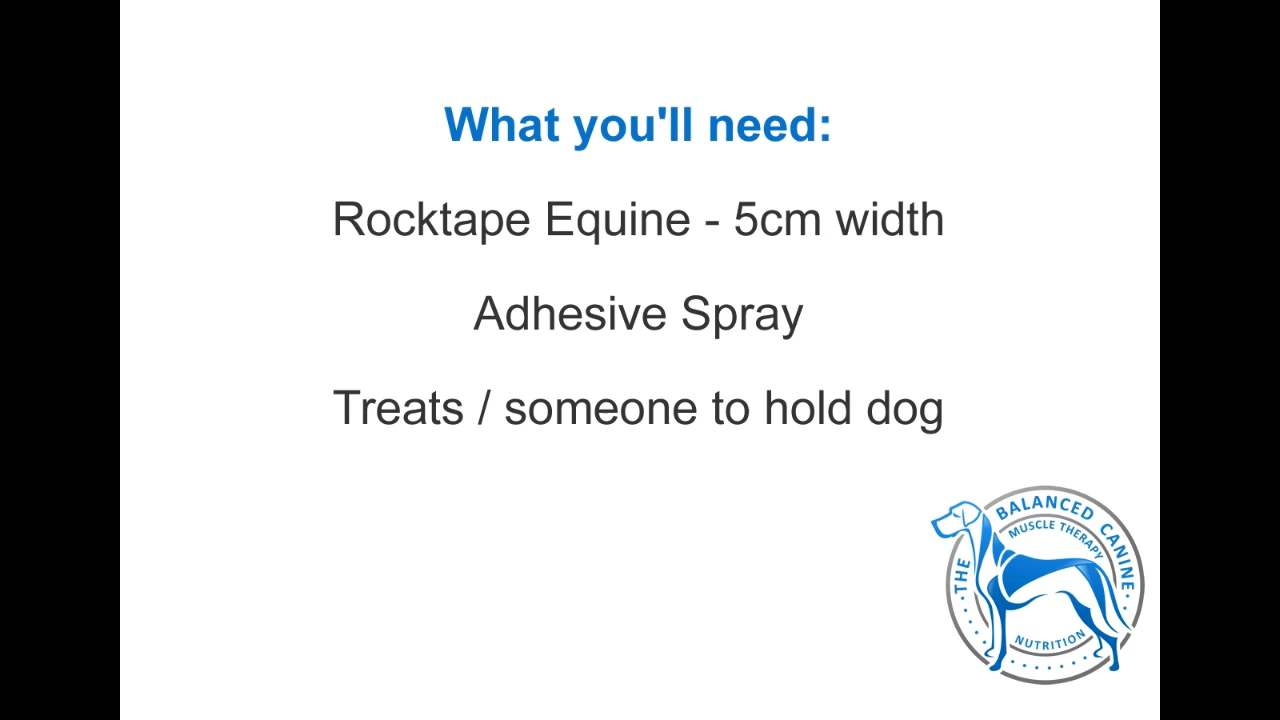 What you'll need:
Rocktape Equine - 5cm width
Adhesive Spray
Treats / someone to hold dog
THE BALANCED CANINE
MUSCLE THERAPY
NUTRITION